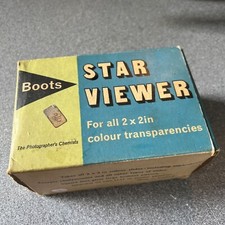 Boots
STAR
VIEWER
For all 2 x 2in
colour transparencies
The Photographer's Chemists